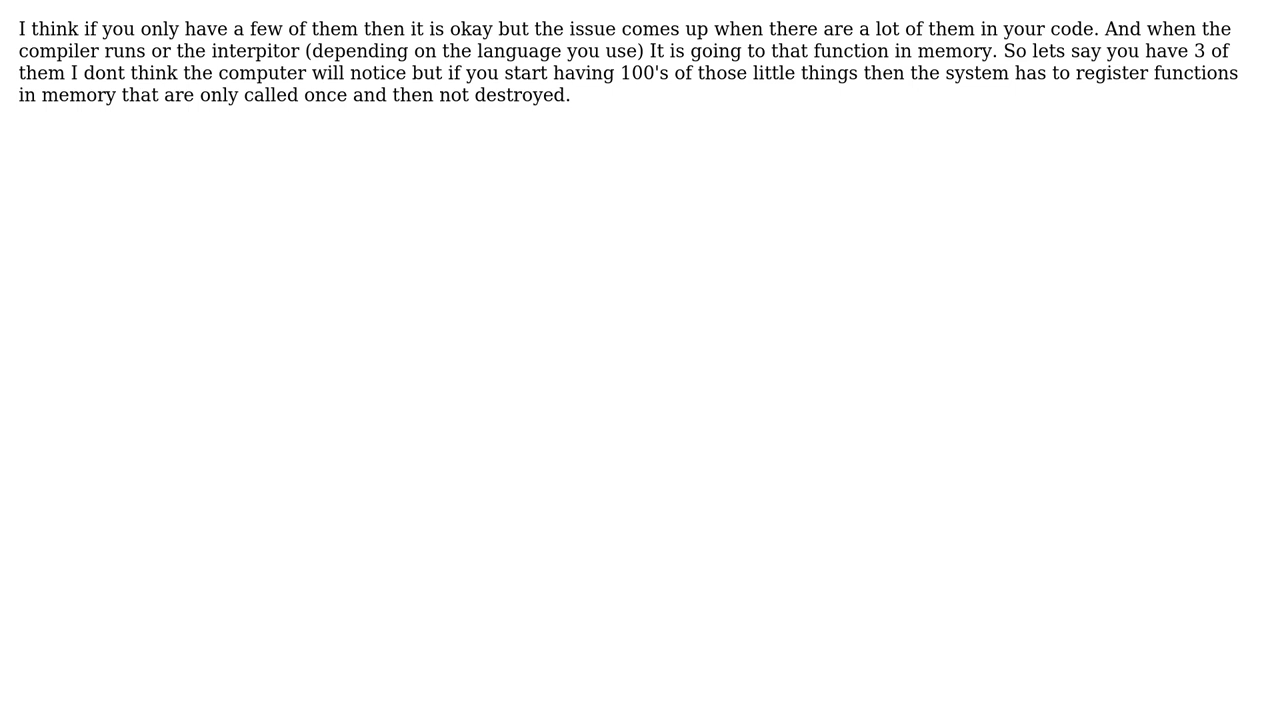 I think if you only have a few of them then it is okay but the issue comes up when there are a lot of them in your code. And when the
compiler runs or the interpitor (depending on the language you use) It is going to that function in memory. So lets say you have 3 of
them I dont think the computer will notice but if you start having 100's of those little things then the system has to register functions
in memory that are only called once and then not destroyed.